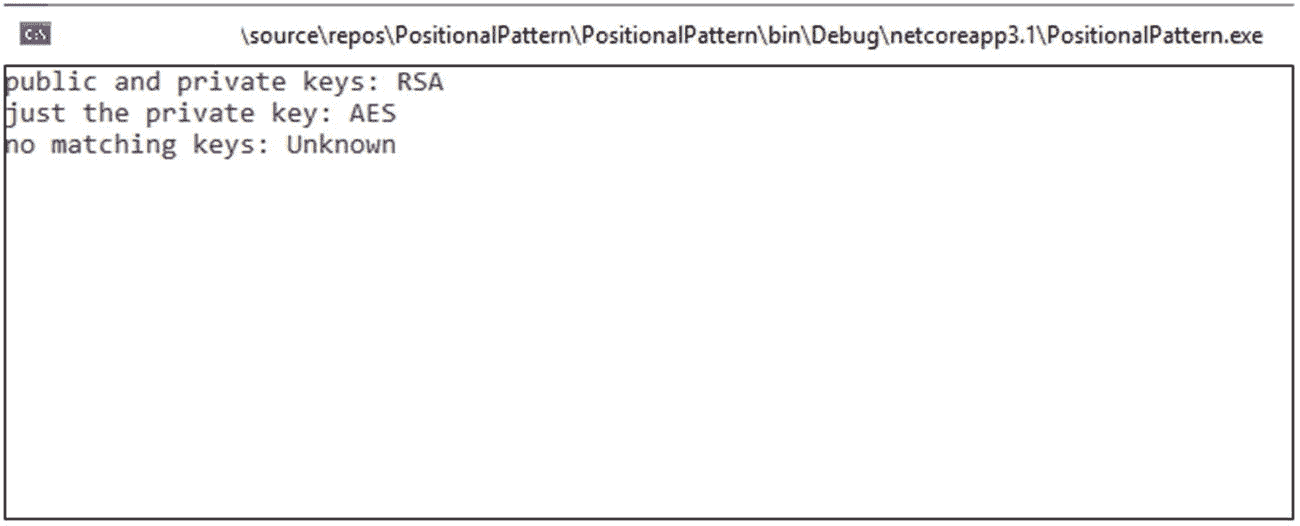 C:\
\source\repos\PositionalPattern\PositionalPattern\bin\Debug\netcoreapp3.1\PositionalPattern.exe
public and private keys: RSA
just the private key: AES
no matching keys: Unknown